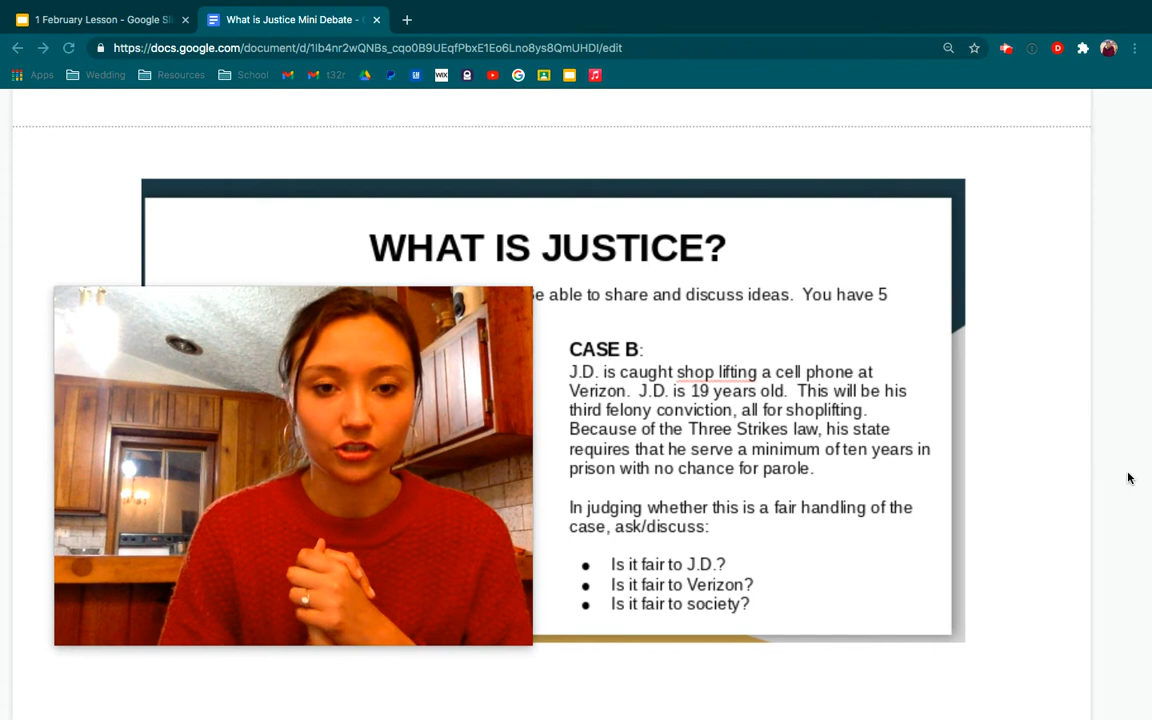 1 February Lesson - Google Sli
What is Justice Mini Debate -
https://docs.google.com/document/d/1Ib4nr2wQNBs_cqo0B9UEqfPbxE1Eo6Lno8ys8QmUHDI/edit
Apps
Wedding
Resources
School
t32r
WIX
WHAT IS JUSTICE?
able to share and discuss ideas. You have 5
CASE B:
J.D. is caught shop lifting a cell phone at
Verizon. J.D. is 19 years old. This will be his
third felony conviction, all for shoplifting.
Because of the Three Strikes law, his state
requires that he serve a minimum of ten years in
prison with no chance for parole.
In judging whether this is a fair handling of the
case, ask/discuss:
● Is it fair to J.D.?
● Is it fair to Verizon?
● Is it fair to society?